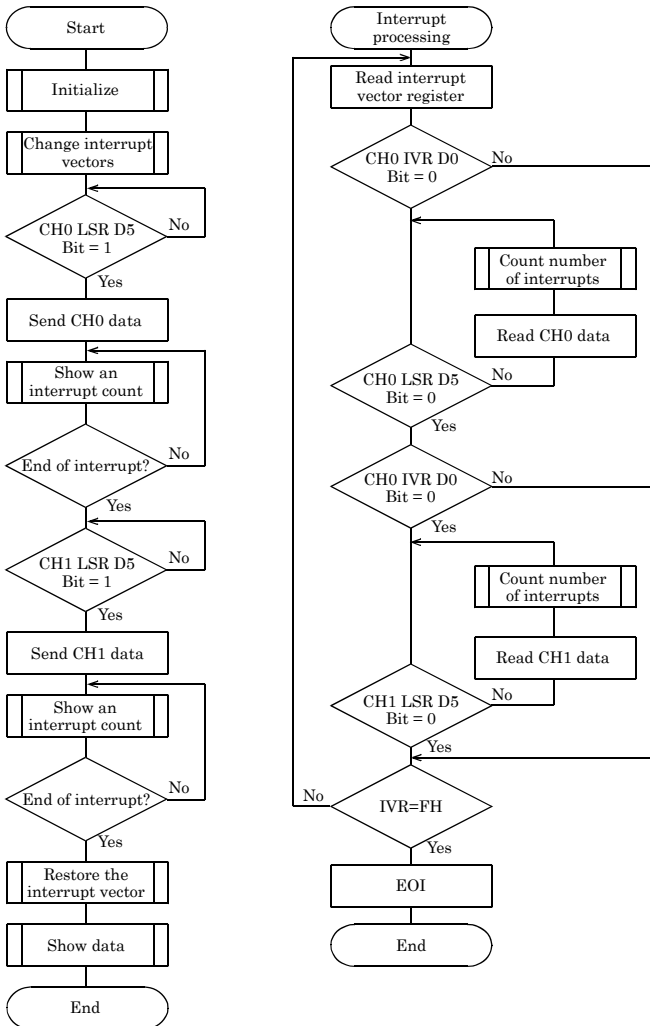 Start
Initialize
Change interrupt
vectors
CH0 LSR D5
Bit = 1
No
Yes
Send CH0 data
Show an
interrupt count
End of interrupt?
No
Yes
CH1 LSR D5
Bit = 1
No
Yes
Send CH1 data
Show an
interrupt count
End of interrupt?
No
Yes
Restore the
interrupt vector
Show data
End
Interrupt
processing
Read interrupt
vector register
CH0 IVR D0
Bit = 0
No
Count number
of interrupts
Read CH0 data
CH0 LSR D5
Bit = 0
No
Yes
CH0 IVR D0
Bit = 0
No
Yes
Count number
of interrupts
Read CH1 data
CH1 LSR D5
Bit = 0
No
Yes
IVR=FH
No
Yes
EOI
End